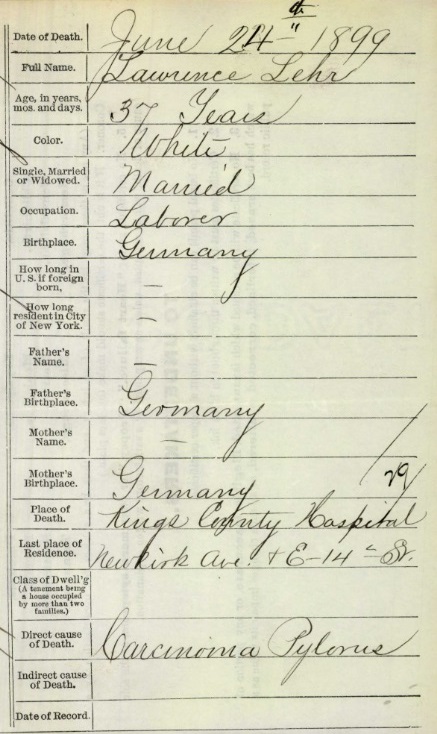 Date of Death. June 24th 1899
Full Name. Lawrence Lehr
Age, in years, mos. and days. 37 Years
Color. White
Single, Married or Widowed. Married
Occupation. Laborer
Birthplace. Germany
How long in U. S. if foreign born, —
How long resident in City of New York. —
Father's Name. —
Father's Birthplace. Germany
Mother's Name. —
Mother's Birthplace. Germany
29
Place of Death. Kings County Hospital
Last place of Residence. Newkirk Ave. & E-14th St.
Class of Dwell'g (A tenement being a house occupied by more than two families.)
Direct cause of Death. Carcinoma Pylorus
Indirect cause of Death.
Date of Record.